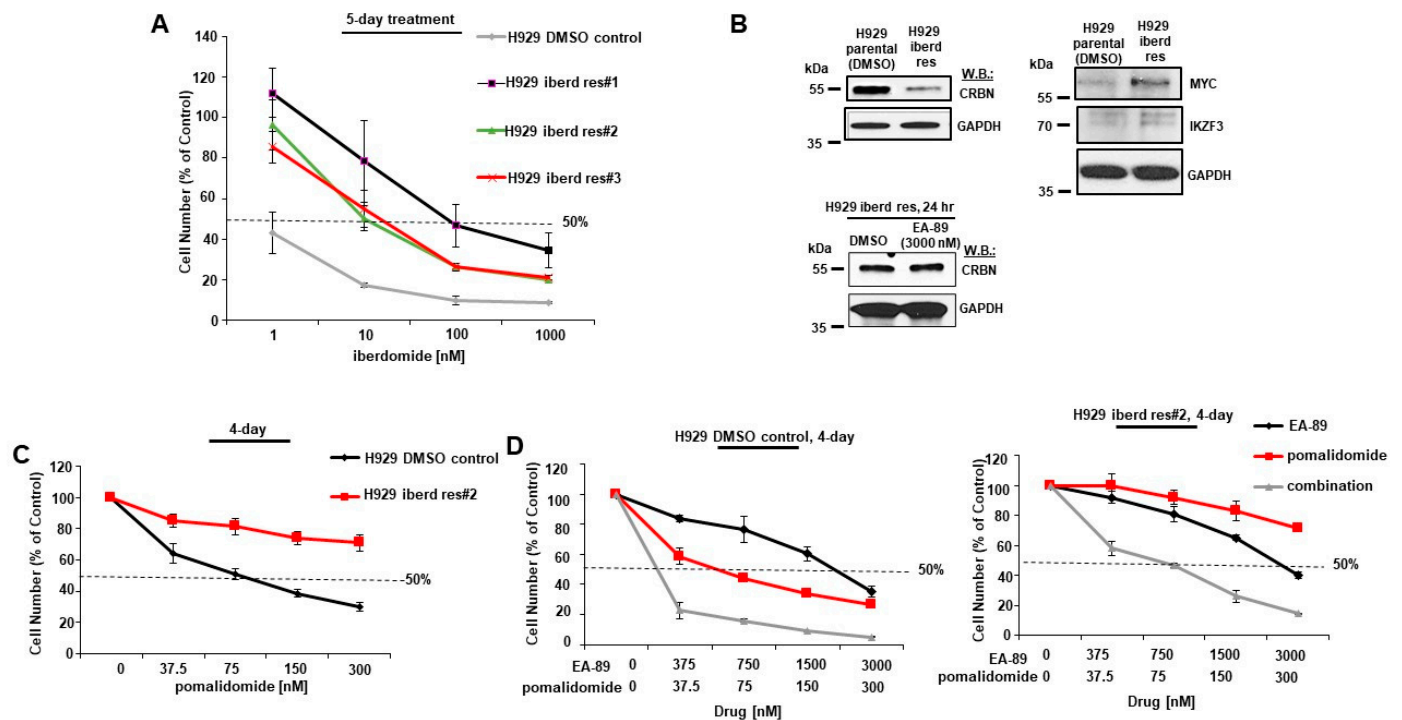 A
5-day treatment
140
120
100
80
60
40
20
0
Cell Number (% of Control)
H929 DMSO control
H929 iberd res#1
H929 iberd res#2
H929 iberd res#3
50%
1 10 100 1000
iberdomide [nM]
B
H929 parental (DMSO)
H929 iberd res
kDa
W.B.:
55
CRBN
GAPDH
35
H929 parental (DMSO)
H929 iberd res
kDa
MYC
55
70
IKZF3
GAPDH
35
H929 iberd res, 24 hr
kDa
DMSO
EA-89 (3000 nM)
W.B.:
55
CRBN
GAPDH
35
C
4-day
120
100
80
60
40
20
0
Cell Number (% of Control)
H929 DMSO control
H929 iberd res#2
50%
0 37.5 75 150 300
pomalidomide [nM]
D
H929 DMSO control, 4-day
120
100
80
60
40
20
0
Cell Number (% of Control)
50%
EA-89 0 375 750 1500 3000
pomalidomide 0 37.5 75 150 300
Drug [nM]
H929 iberd res#2, 4-day
120
100
80
60
40
20
0
Cell Number (% of Control)
EA-89
pomalidomide
combination
50%
EA-89 0 375 750 1500 3000
pomalidomide 0 37.5 75 150 300
Drug [nM]